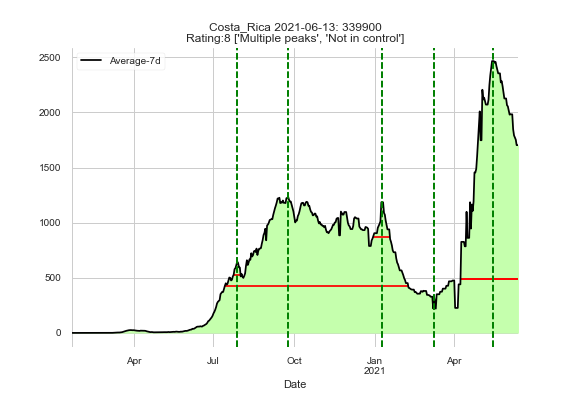 Costa_Rica 2021-06-13: 339900
Rating:8 ['Multiple peaks', 'Not in control']
Average-7d
2500
2000
1500
1000
500
0
Apr
Jul
Oct
Jan
2021
Apr
Date